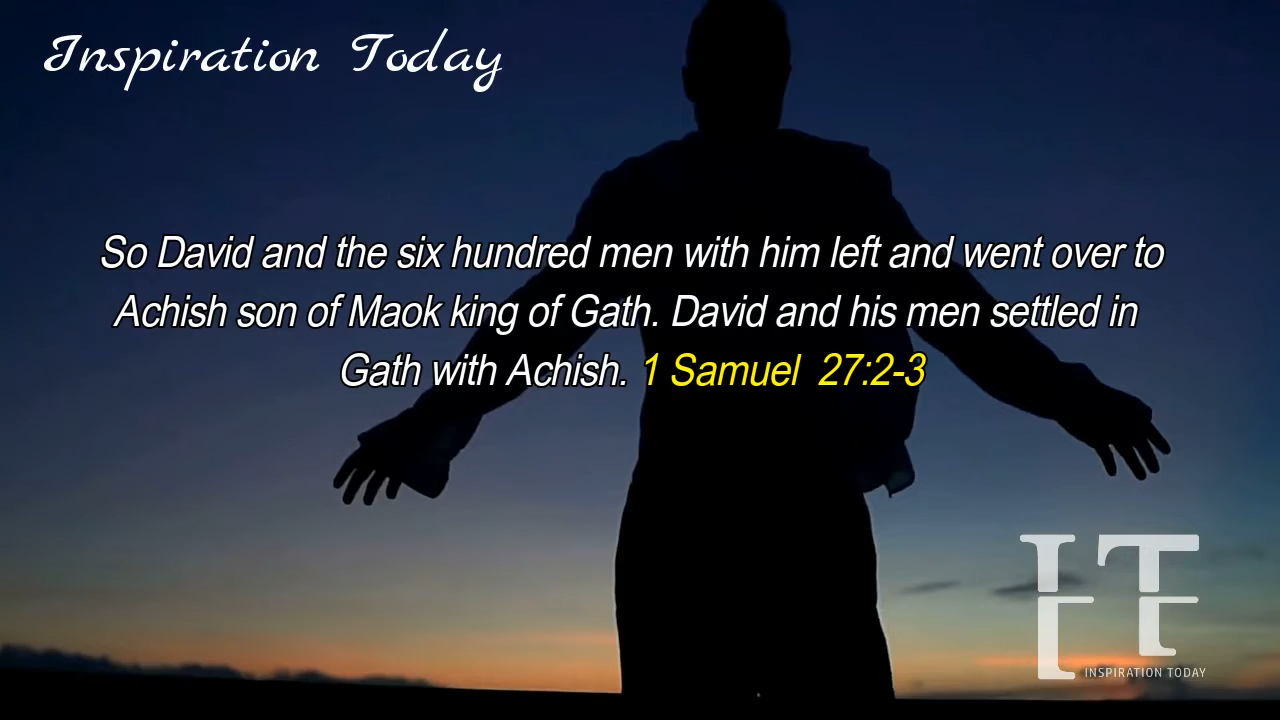 Inspiration Today
So David and the six hundred men with him left and went over to
Achish son of Maok king of Gath. David and his men settled in
Gath with Achish. 1 Samuel 27:2-3
IT
INSPIRATION TODAY